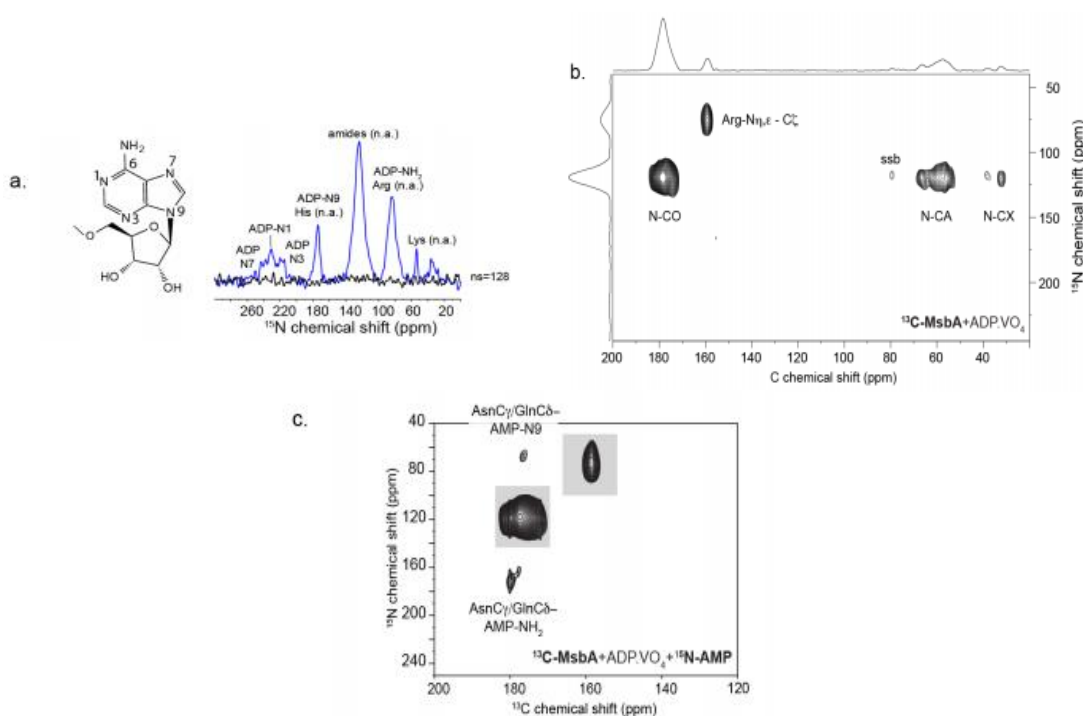 a.
NH2
6
7
N
1
N
N
N3
N9
O
O
HO
OH
amides (n.a.)
ADP-NH2
Arg (n.a.)
ADP-N9
His (n.a.)
ADP-N1
ADP
N7
ADP
N3
Lys (n.a.)
ns=128
260 220 180 140 100 60 20
¹⁵N chemical shift (ppm)
b.
Arg-Nη,ε - Cζ
ssb
N-CO
N-CA
N-CX
¹³C-MsbA+ADP.VO₄
50
100
150
200
¹⁵N chemical shift (ppm)
200 180 160 140 120 100 80 60 40
C chemical shift (ppm)
c.
AsnCγ/GlnCδ–
AMP-N9
AsnCγ/GlnCδ–
AMP-NH₂
¹³C-MsbA+ADP.VO₄+¹⁵N-AMP
40
80
120
160
200
240
¹⁵N chemical shift (ppm)
200 180 160 140 120
¹³C chemical shift (ppm)